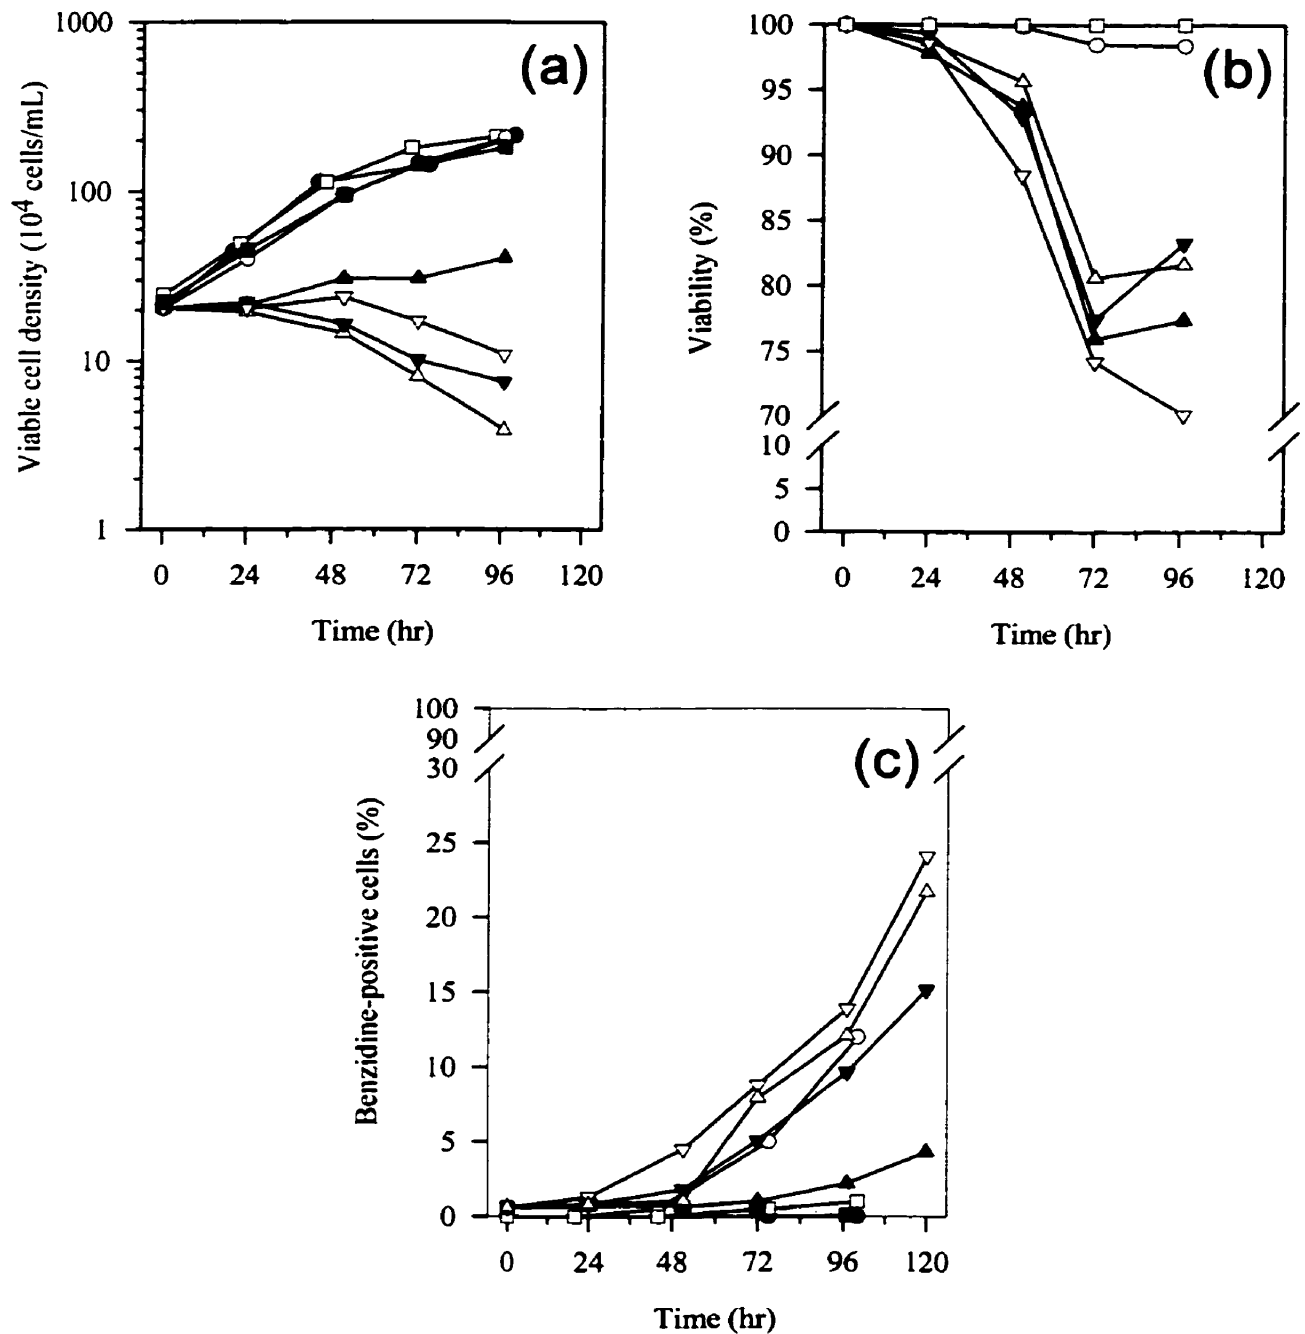 (a)
Viable cell density (10⁴ cells/mL)
1000
100
10
1
0 24 48 72 96 120
Time (hr)
(b)
Viability (%)
100
95
90
85
80
75
70
10
5
0
0 24 48 72 96 120
Time (hr)
(c)
Benzidine-positive cells (%)
100
90
30
25
20
15
10
5
0
0 24 48 72 96 120
Time (hr)